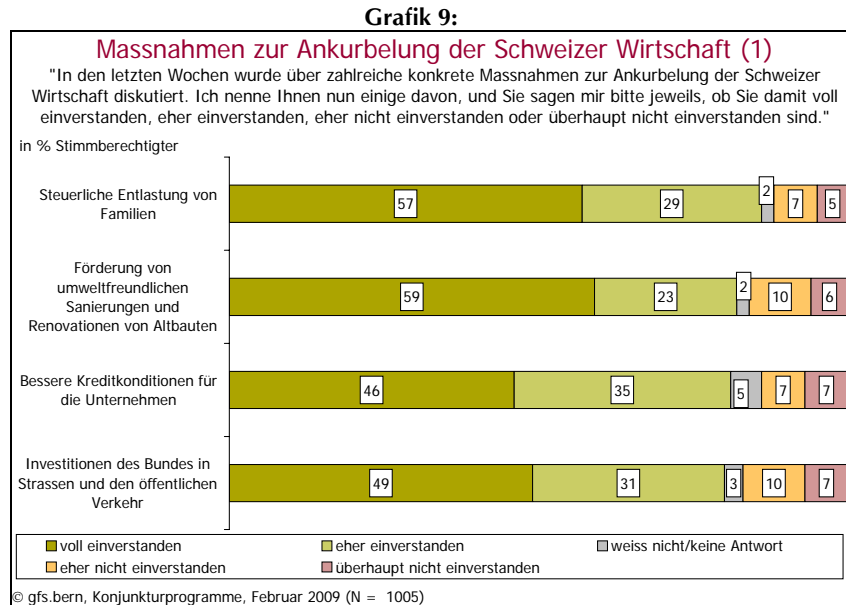 Grafik 9:
Massnahmen zur Ankurbelung der Schweizer Wirtschaft (1)
"In den letzten Wochen wurde über zahlreiche konkrete Massnahmen zur Ankurbelung der Schweizer
Wirtschaft diskutiert. Ich nenne Ihnen nun einige davon, und Sie sagen mir bitte jeweils, ob Sie damit voll
einverstanden, eher einverstanden, eher nicht einverstanden oder überhaupt nicht einverstanden sind."
in % Stimmberechtigter
Steuerliche Entlastung von
Familien
57 29 2 7 5
Förderung von
umweltfreundlichen
Sanierungen und
Renovationen von Altbauten
59 23 2 10 6
Bessere Kreditkonditionen für
die Unternehmen
46 35 5 7 7
Investitionen des Bundes in
Strassen und den öffentlichen
Verkehr
49 31 3 10 7
voll einverstanden eher einverstanden weiss nicht/keine Antwort
eher nicht einverstanden überhaupt nicht einverstanden
© gfs.bern, Konjunkturprogramme, Februar 2009 (N = 1005)